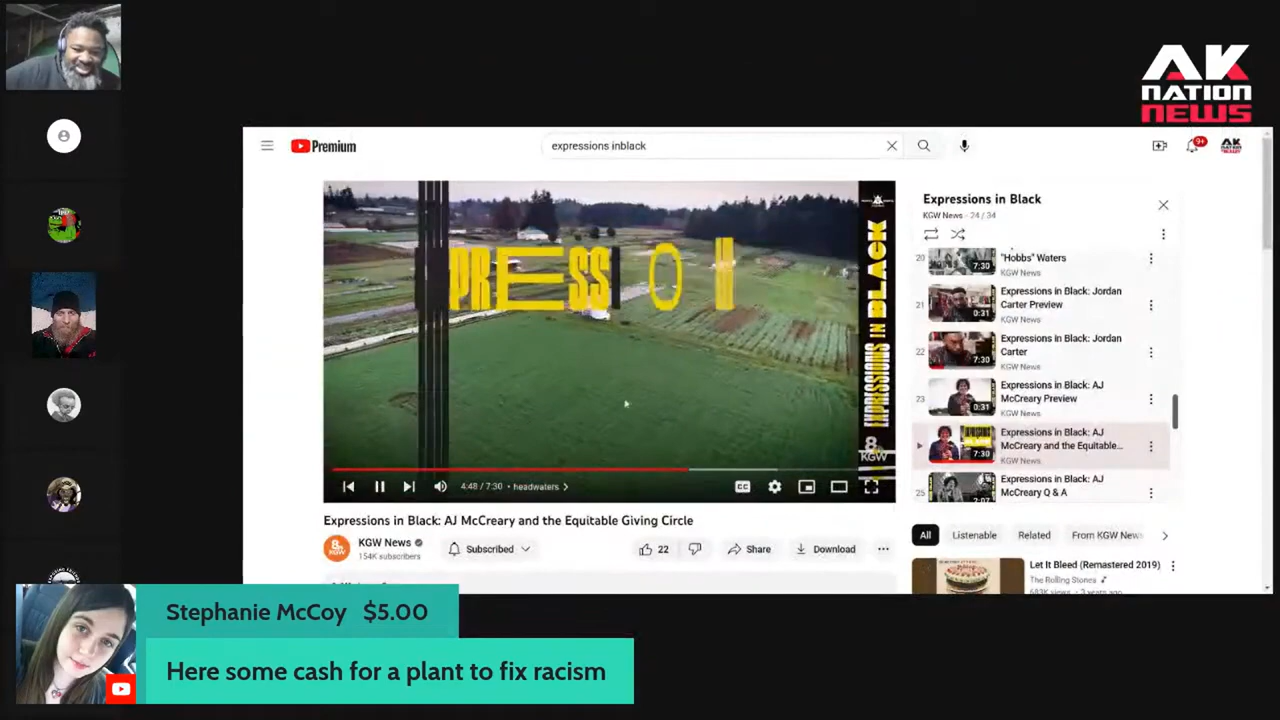 AK
NATION
NEWS
Premium
expressions inblack
9+
PRESS O
EXPRESSIONS IN BLACK
8
KGW
4:48 / 7:30 • headwaters
CC
Expressions in Black: AJ McCreary and the Equitable Giving Circle
KGW News
154K subscribers
Subscribed
22
Share
Download
Expressions in Black
KGW News - 24 / 34
20
7:30
"Hobbs" Waters
KGW News
21
0:31
Expressions in Black: Jordan
Carter Preview
KGW News
22
7:30
Expressions in Black: Jordan
Carter
KGW News
23
0:31
Expressions in Black: AJ
McCreary Preview
KGW News
7:30
Expressions in Black: AJ
McCreary and the Equitable...
KGW News
25
2:07
Expressions in Black: AJ
McCreary Q & A
All
Listenable
Related
From KGW News
Let It Bleed (Remastered 2019)
The Rolling Stones
Stephanie McCoy $5.00
Here some cash for a plant to fix racism